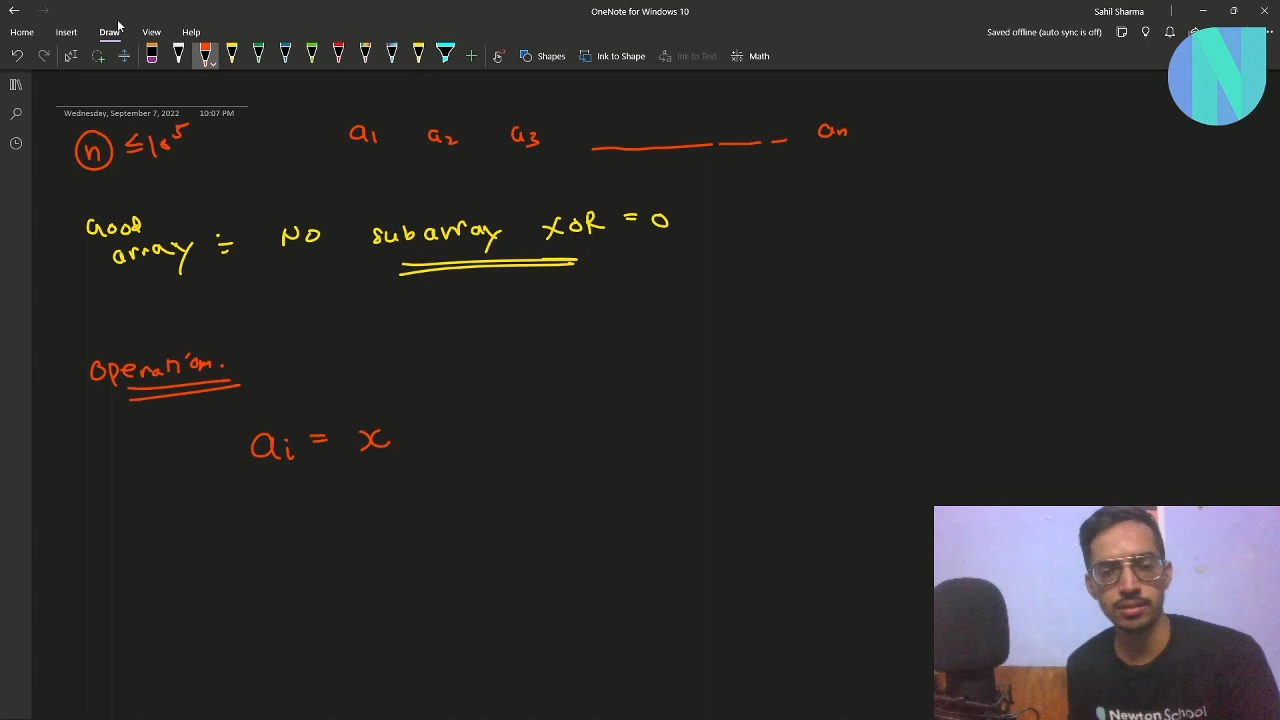 OneNote for Windows 10
Sahil Sharma
Home Insert Draw View Help
Saved offline (auto sync is off)
Shapes Ink to Shape Ink to Text Math
Wednesday, September 7, 2022 10:07 PM
n ≤ 10^5 a1 a2 a3 ——— — - an
Good array :- NO subarray XOR = 0
operation.
ai = x
N
Newton School